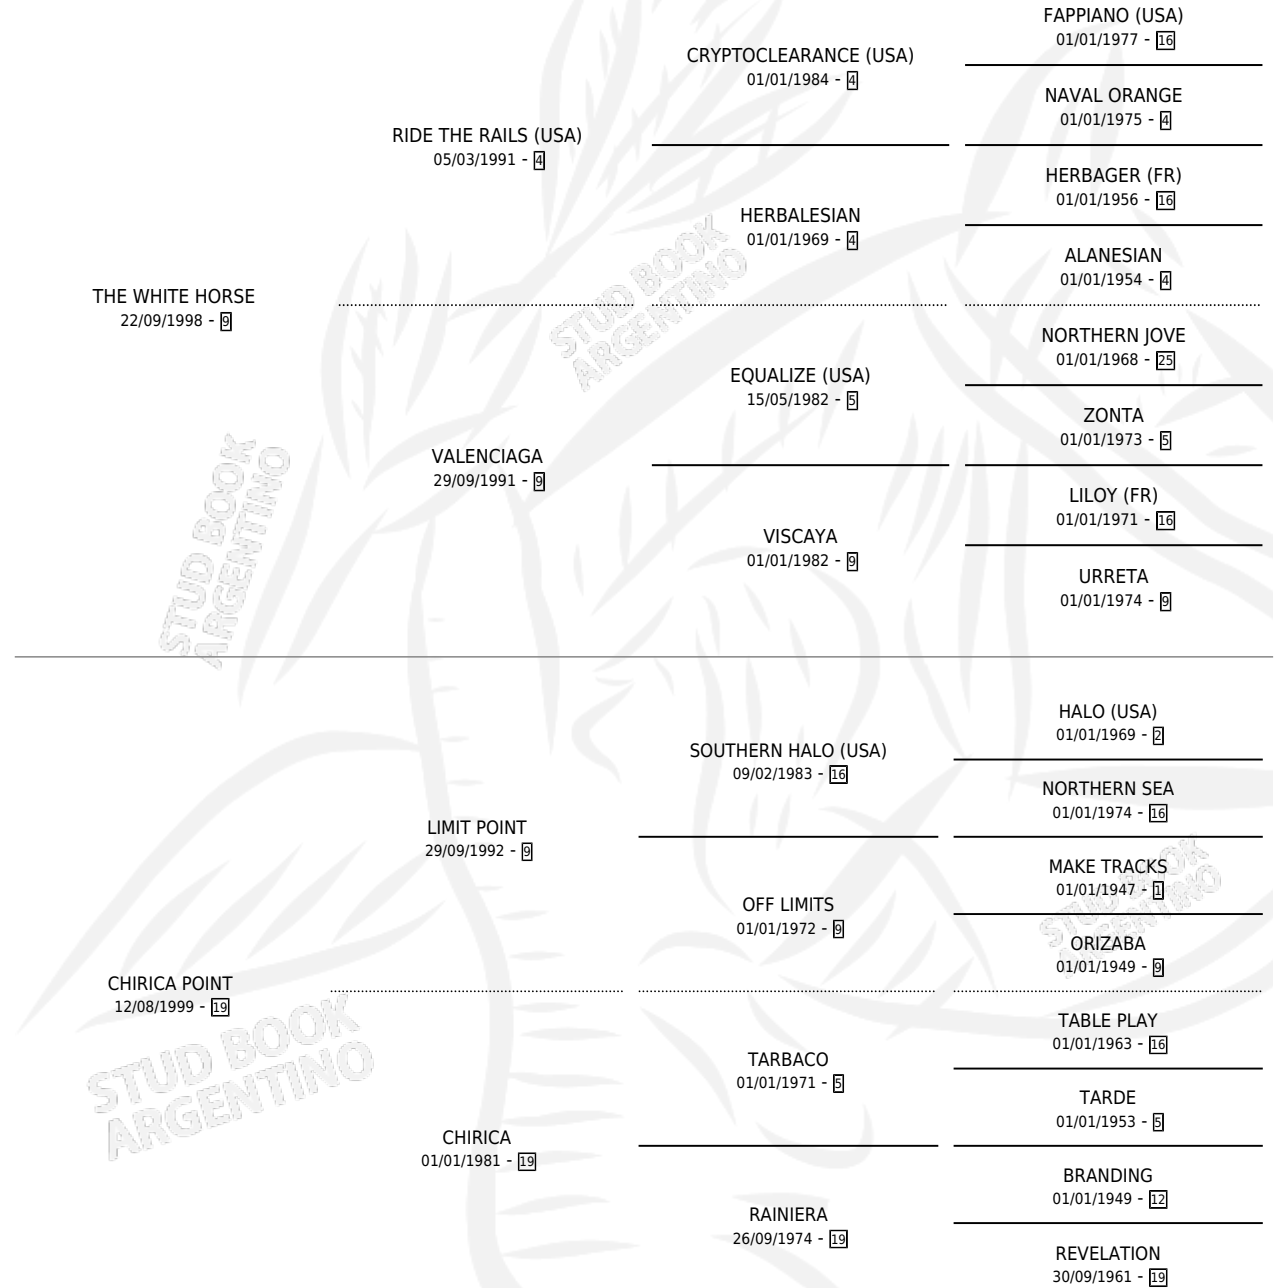 FAPPIANO (USA)
01/01/1977 - 16
CRYPTOCLEARANCE (USA)
01/01/1984 - 4
NAVAL ORANGE
01/01/1975 - 4
RIDE THE RAILS (USA)
05/03/1991 - 4
HERBAGER (FR)
01/01/1956 - 16
HERBALESIAN
01/01/1969 - 4
ALANESIAN
01/01/1954 - 4
THE WHITE HORSE
22/09/1998 - 9
NORTHERN JOVE
01/01/1968 - 25
EQUALIZE (USA)
15/05/1982 - 5
ZONTA
01/01/1973 - 5
VALENCIAGA
29/09/1991 - 9
LILOY (FR)
01/01/1971 - 16
VISCAYA
01/01/1982 - 9
URRETA
01/01/1974 - 9
HALO (USA)
01/01/1969 - 2
SOUTHERN HALO (USA)
09/02/1983 - 16
NORTHERN SEA
01/01/1974 - 16
LIMIT POINT
29/09/1992 - 9
MAKE TRACKS
01/01/1947 - 1
OFF LIMITS
01/01/1972 - 9
ORIZABA
01/01/1949 - 9
CHIRICA POINT
12/08/1999 - 19
TABLE PLAY
01/01/1963 - 16
TARBACO
01/01/1971 - 5
TARDE
01/01/1953 - 5
CHIRICA
01/01/1981 - 19
BRANDING
01/01/1949 - 12
RAINIERA
26/09/1974 - 19
REVELATION
30/09/1961 - 19
STUD BOOK
ARGENTINO
STUD BOOK
ARGENTINO
STUD BOOK
ARGENTINO
STUD BOOK
ARGENTINO